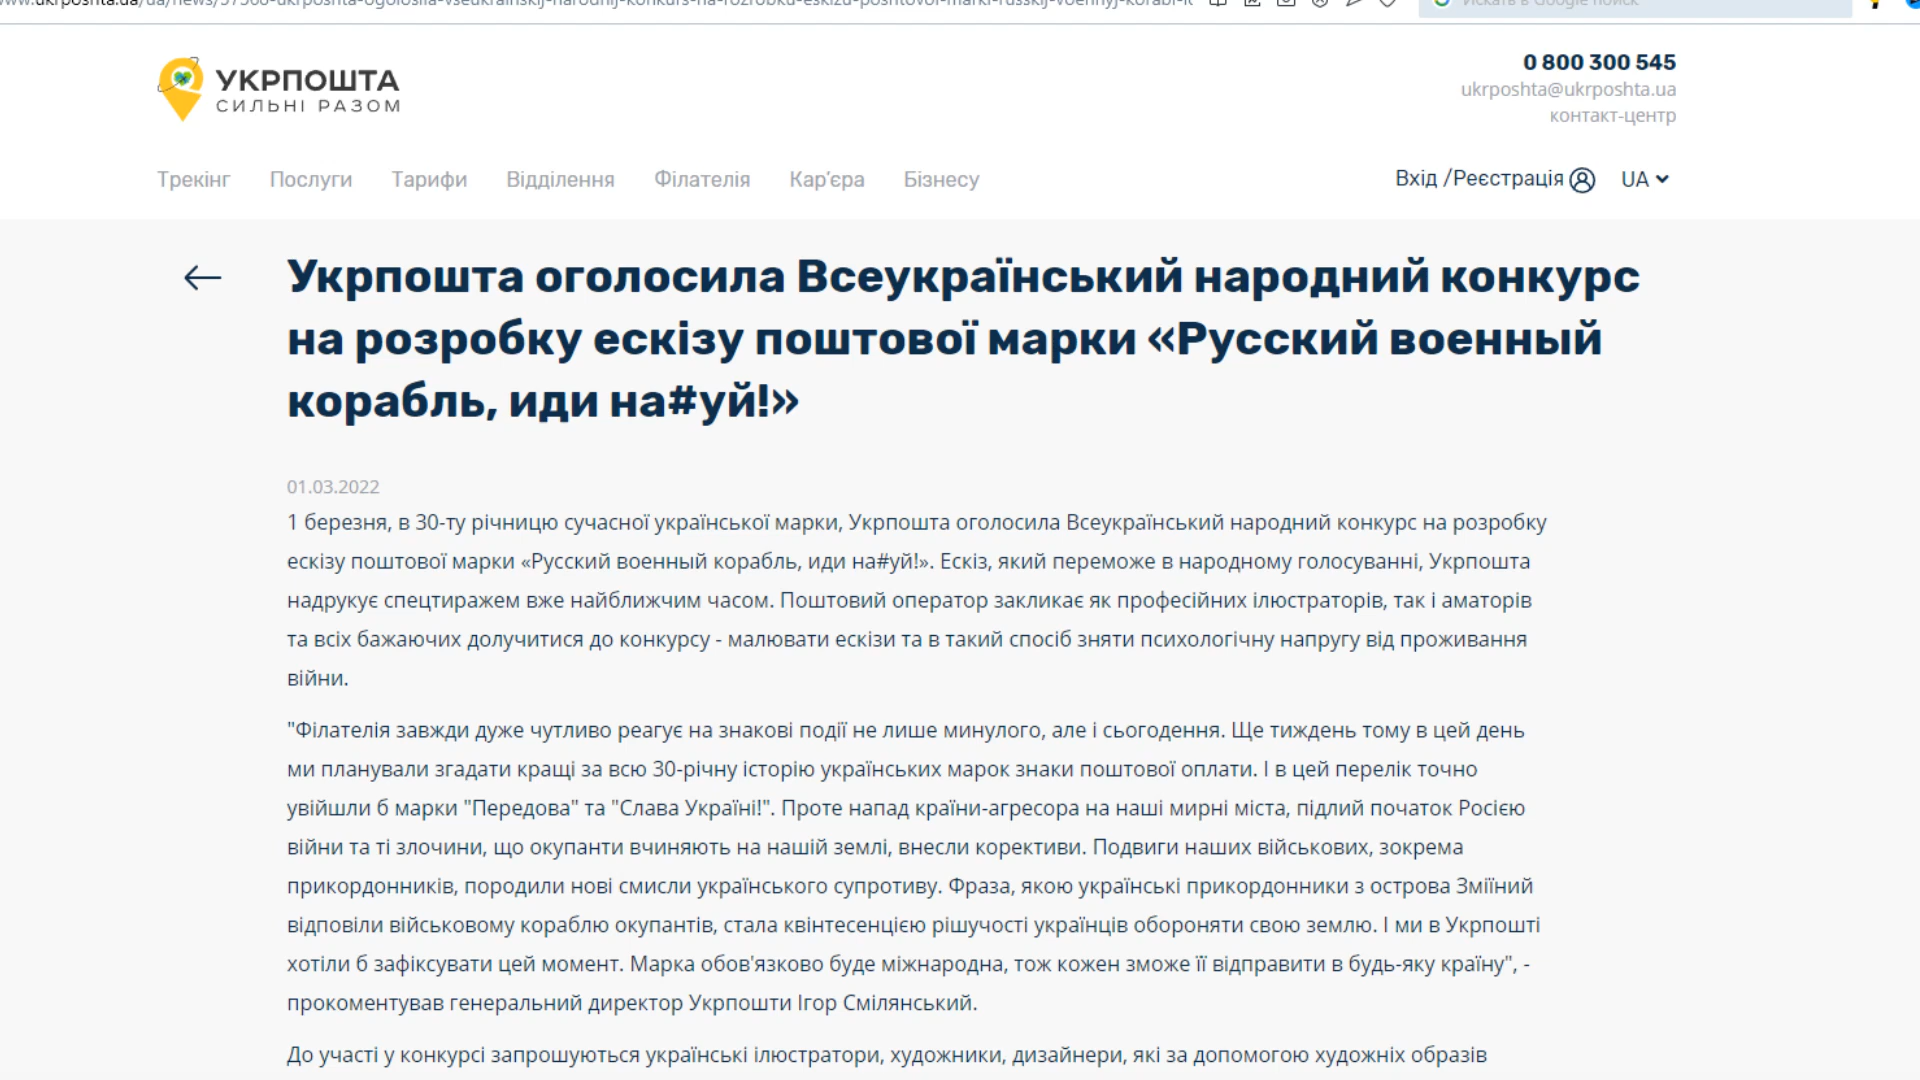 УКРПОШТА
СИЛЬНІ РАЗОМ
0 800 300 545
ukrposhta@ukrposhta.ua
контакт-центр
Трекінг Послуги Тарифи Відділення Філателія Кар'єра Бізнесу Вхід /Реєстрація UA
Укрпошта оголосила Всеукраїнський народний конкурс
на розробку ескізу поштової марки «Русский военный
корабль, иди на#уй!»
01.03.2022
1 березня, в 30-ту річницю сучасної української марки, Укрпошта оголосила Всеукраїнський народний конкурс на розробку
ескізу поштової марки «Русский военный корабль, иди на#уй!». Ескіз, який переможе в народному голосуванні, Укрпошта
надрукує спецтиражем вже найближчим часом. Поштовий оператор закликає як професійних ілюстраторів, так і аматорів
та всіх бажаючих долучитися до конкурсу - малювати ескізи та в такий спосіб зняти психологічну напругу від проживання
війни.
"Філателія завжди дуже чутливо реагує на знакові події не лише минулого, але і сьогодення. Ще тиждень тому в цей день
ми планували згадати кращі за всю 30-річну історію українських марок знаки поштової оплати. І в цей перелік точно
увійшли б марки "Передова" та "Слава Україні!". Проте напад країни-агресора на наші мирні міста, підлий початок Росією
війни та ті злочини, що окупанти вчиняють на нашій землі, внесли корективи. Подвиги наших військових, зокрема
прикордонників, породили нові смисли українського супротиву. Фраза, якою українські прикордонники з острова Зміїний
відповіли військовому кораблю окупантів, стала квінтесенцією рішучості українців обороняти свою землю. І ми в Укрпошті
хотіли б зафіксувати цей момент. Марка обов'язково буде міжнародна, тож кожен зможе її відправити в будь-яку країну", -
прокоментував генеральний директор Укрпошти Ігор Смілянський.
До участі у конкурсі запрошуються українські ілюстратори, художники, дизайнери, які за допомогою художніх образів